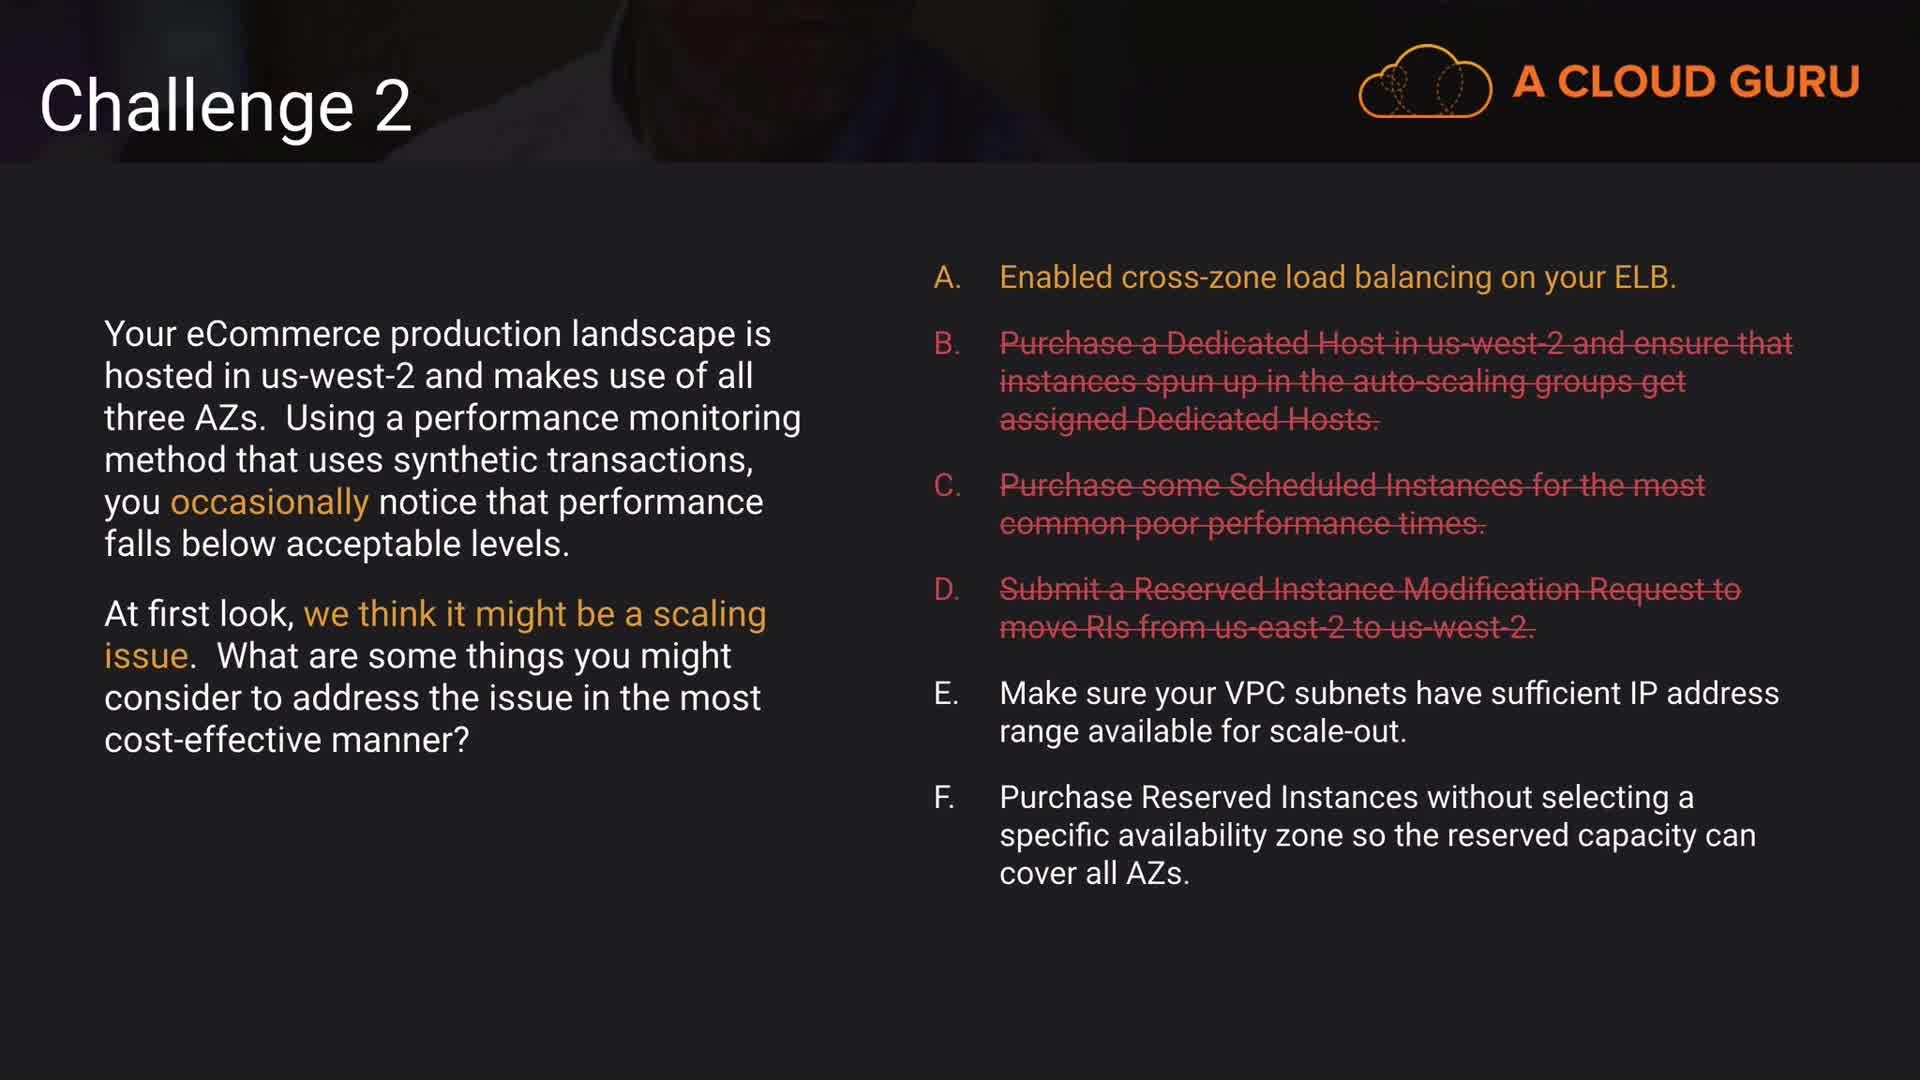 Challenge 2
A CLOUD GURU
Your eCommerce production landscape is
hosted in us-west-2 and makes use of all
three AZs.  Using a performance monitoring
method that uses synthetic transactions,
you occasionally notice that performance
falls below acceptable levels.
At first look, we think it might be a scaling
issue.  What are some things you might
consider to address the issue in the most
cost-effective manner?
A. Enabled cross-zone load balancing on your ELB.
B. Purchase a Dedicated Host in us-west-2 and ensure that
instances spun up in the auto-scaling groups get
assigned Dedicated Hosts.
C. Purchase some Scheduled Instances for the most
common poor performance times.
D. Submit a Reserved Instance Modification Request to
move RIs from us-east-2 to us-west-2.
E. Make sure your VPC subnets have sufficient IP address
range available for scale-out.
F. Purchase Reserved Instances without selecting a
specific availability zone so the reserved capacity can
cover all AZs.